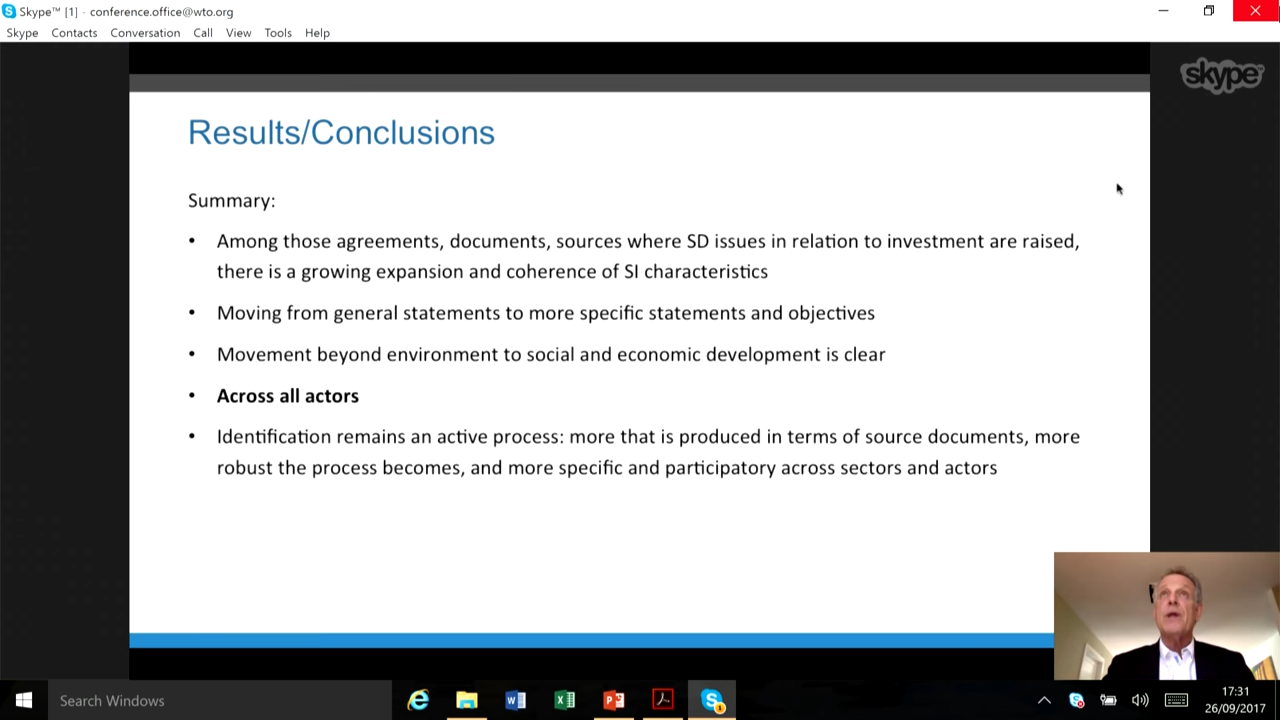 Skype™ [1] - conference.office@wto.org
Skype Contacts Conversation Call View Tools Help
skype™
Results/Conclusions
Summary:
• Among those agreements, documents, sources where SD issues in relation to investment are raised,
there is a growing expansion and coherence of SI characteristics
• Moving from general statements to more specific statements and objectives
• Movement beyond environment to social and economic development is clear
• Across all actors
• Identification remains an active process: more that is produced in terms of source documents, more
robust the process becomes, and more specific and participatory across sectors and actors
Search Windows
17:31
26/09/2017